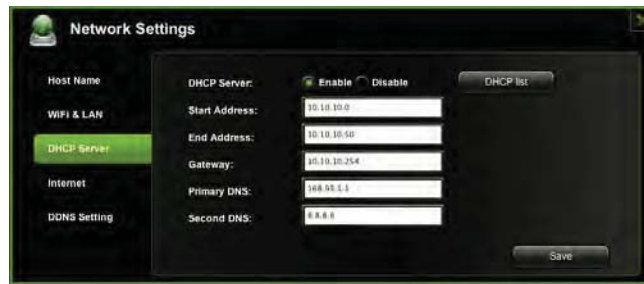 Network Settings
Host Name
WiFi & LAN
DHCP Server
Internet
DDNS Setting
DHCP Server: Enable Disable DHCP list
Start Address: 10.10.10.0
End Address: 10.10.10.50
Gateway: 10.10.10.254
Primary DNS: 168.95.1.1
Second DNS: 8.8.8.8
Save